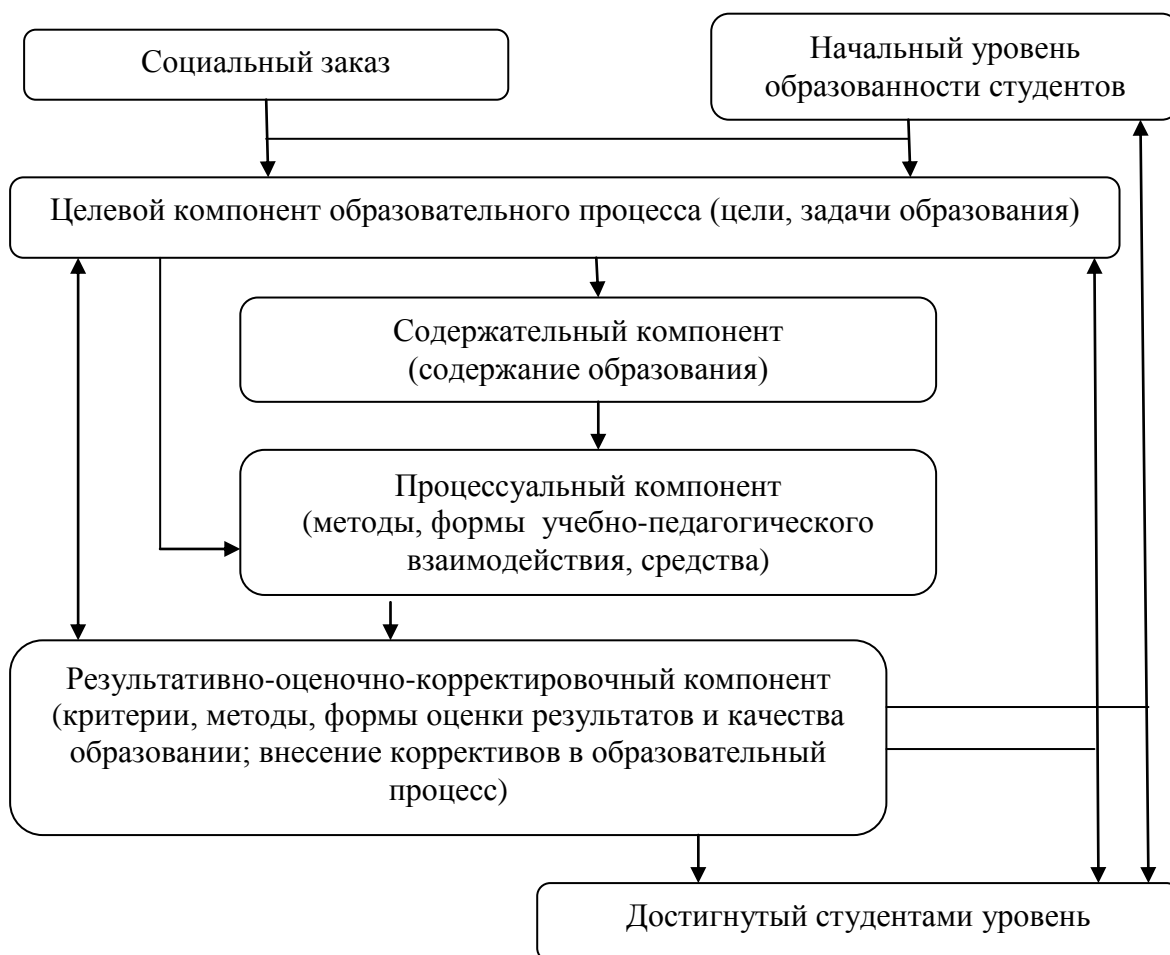 Социальный заказ
Начальный уровень
образованности студентов
Целевой компонент образовательного процесса (цели, задачи образования)
Содержательный компонент
(содержание образования)
Процессуальный компонент
(методы, формы учебно-педагогического
взаимодействия, средства)
Результативно-оценочно-корректировочный компонент
(критерии, методы, формы оценки результатов и качества
образовании; внесение коррективов в образовательный
процесс)
Достигнутый студентами уровень